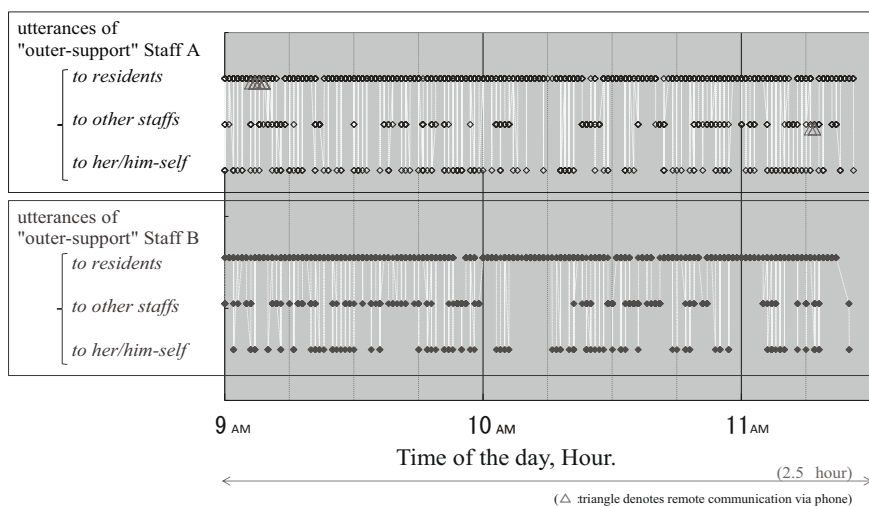 utterances of
"outer-support" Staff A
to residents
to other staffs
to her/him-self
utterances of
"outer-support" Staff B
to residents
to other staffs
to her/him-self
9 AM
10 AM
11 AM
Time of the day, Hour.
(2.5 hour)
(△ :triangle denotes remote communication via phone)